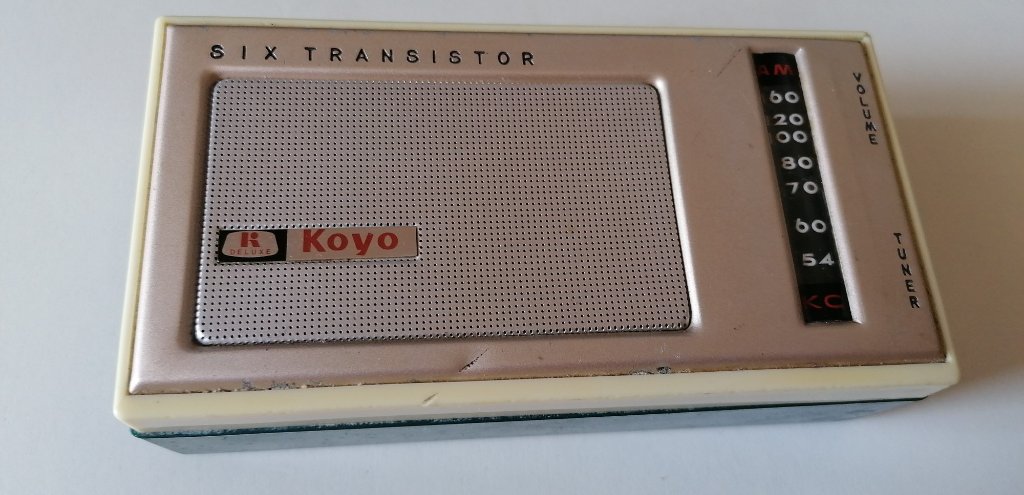 SIX TRANSISTOR
AM
60
20
00
80
70
60
54
KC
VOLUME
TUNER
R
DELUXE
Koyo